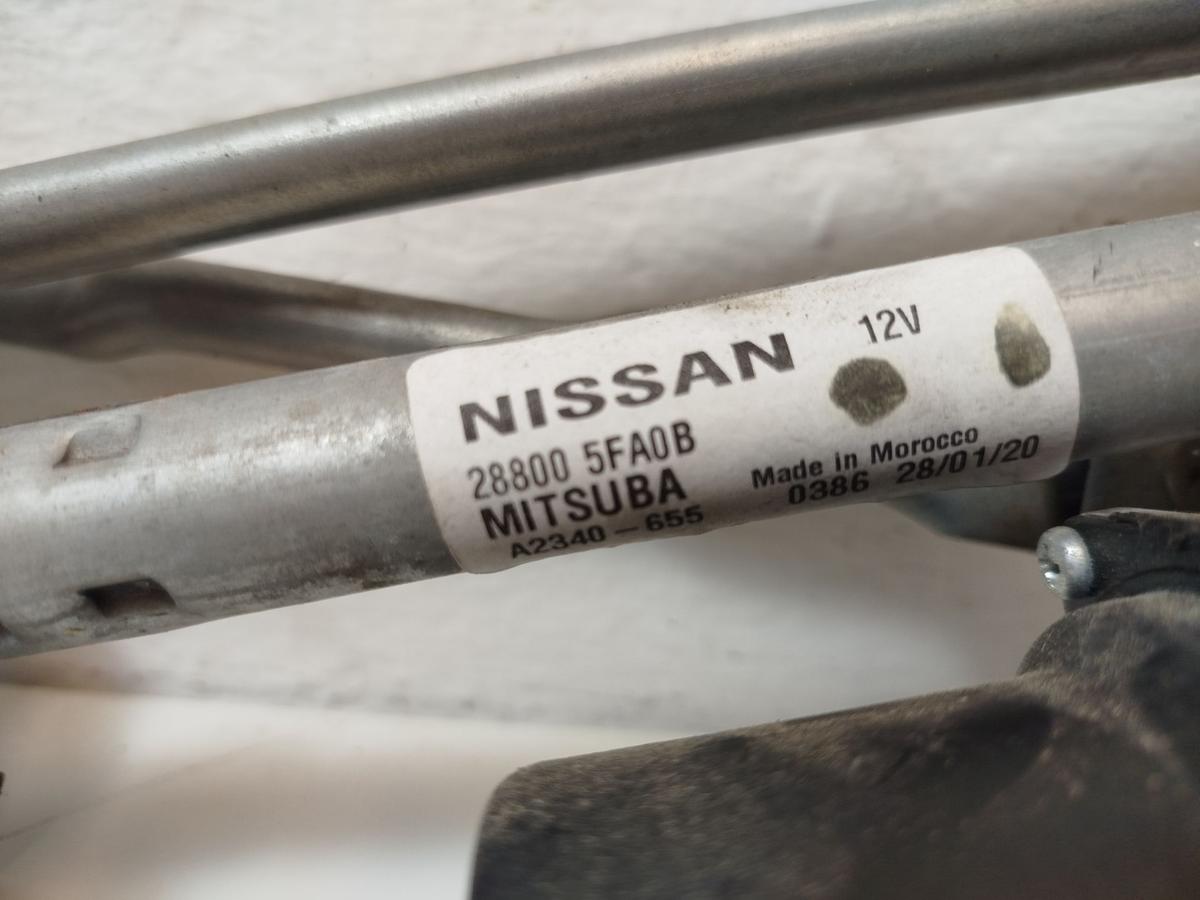 NISSAN 12V
28800 5FA0B
MITSUBA Made in Morocco
A2340-655 0386 28/01/20